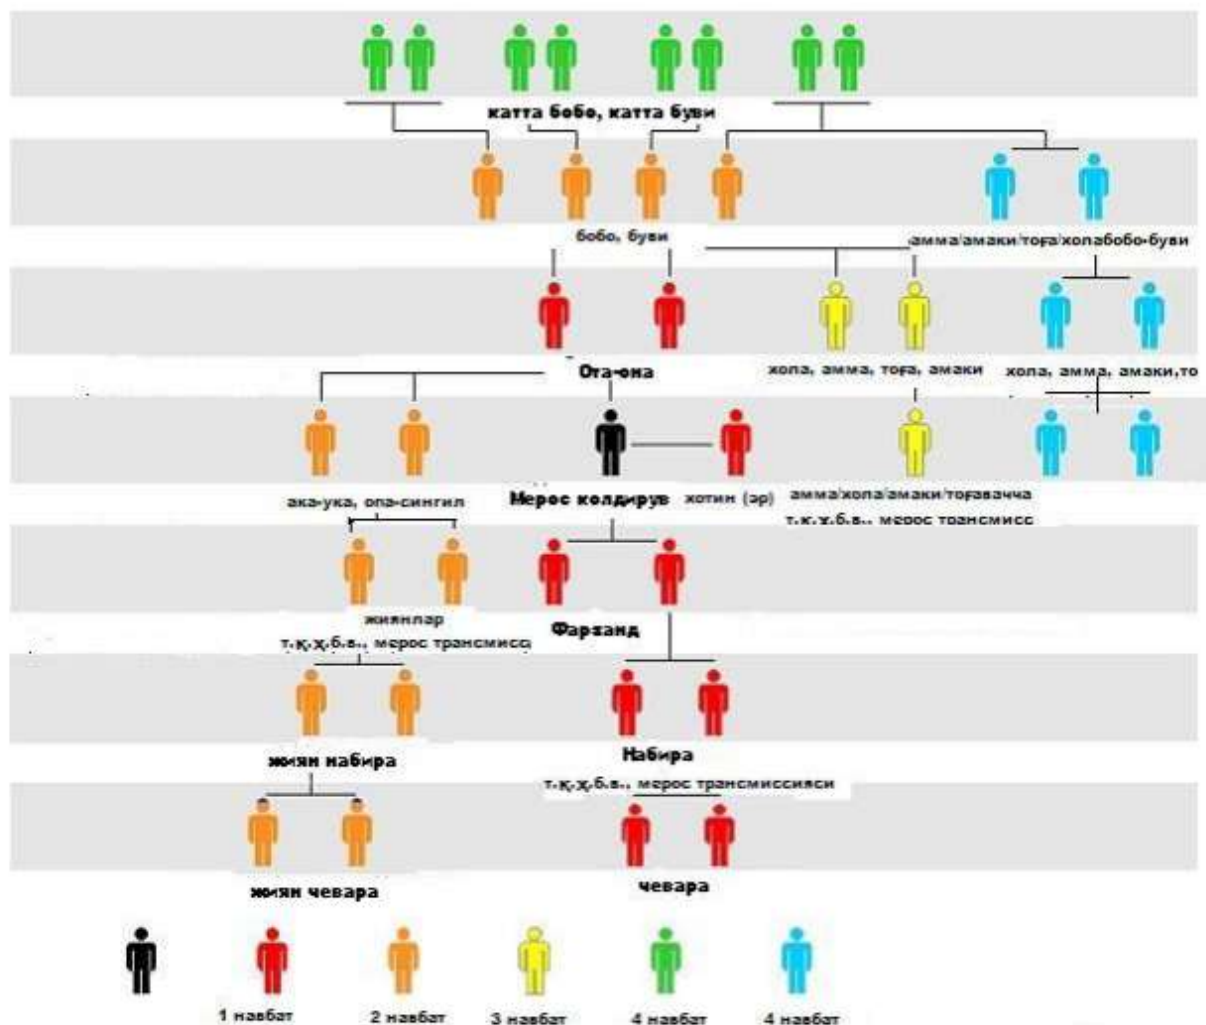 катта бобо, катта буви
бобо, буви
амма/амаки/тоға/холабобо-буви
Ота-она
хола, амма, тоға, амаки
хола, амма, амаки,то
ака-ука, опа-сингил
Мерос колдирув
хотин (эр)
амма/хола/амаки/тоғавачча
т.қ.ҳ.б.в., мерос трансмисс
жиянлар
т.қ.ҳ.б.в., мерос трансмисс
Фарзанд
жиян набира
Набира
т.қ.ҳ.б.в., мерос трансмиссияси
жиян чевара
чевара
1 навбат
2 навбат
3 навбат
4 навбат
4 навбат